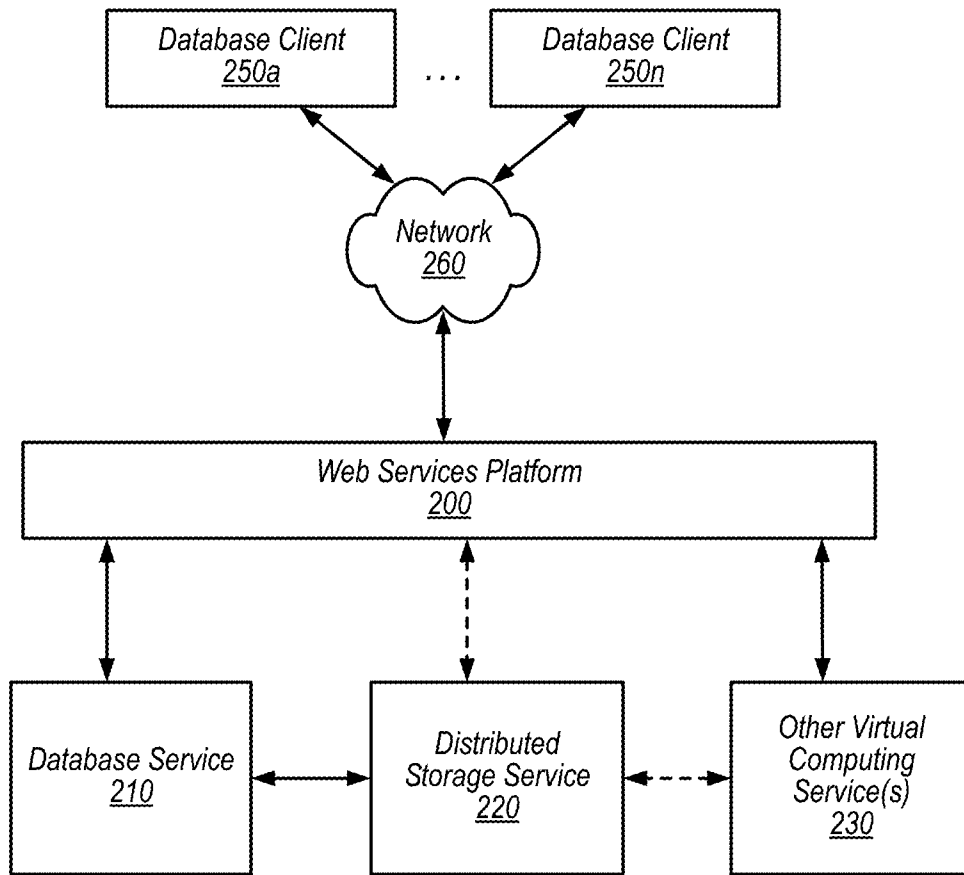 Database Client
250a
...
Database Client
250n
Network
260
Web Services Platform
200
Database Service
210
Distributed
Storage Service
220
Other Virtual
Computing
Service(s)
230